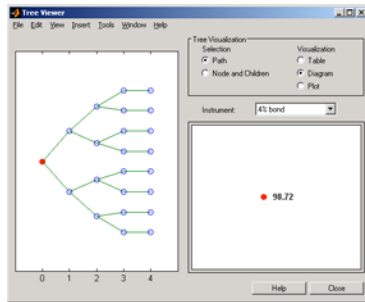 Tree Viewer
File Edit View Insert Tools Window Help
Tree Visualization
Selection
Path
Node and Children
Visualization
Table
Diagram
Plot
Instrument: 4% bond
98.72
0 1 2 3 4
Help Close